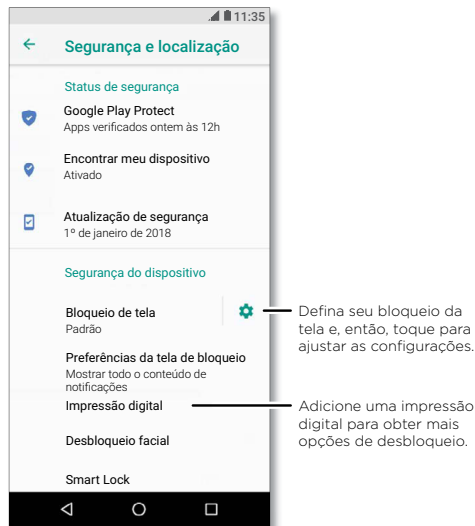 11:35
Segurança e localização
Status de segurança
Google Play Protect
Apps verificados ontem às 12h
Encontrar meu dispositivo
Ativado
Atualização de segurança
1º de janeiro de 2018
Segurança do dispositivo
Bloqueio de tela
Padrão
Preferências da tela de bloqueio
Mostrar todo o conteúdo de
notificações
Impressão digital
Desbloqueio facial
Smart Lock
Defina seu bloqueio da
tela e, então, toque para
ajustar as configurações.
Adicione uma impressão
digital para obter mais
opções de desbloqueio.